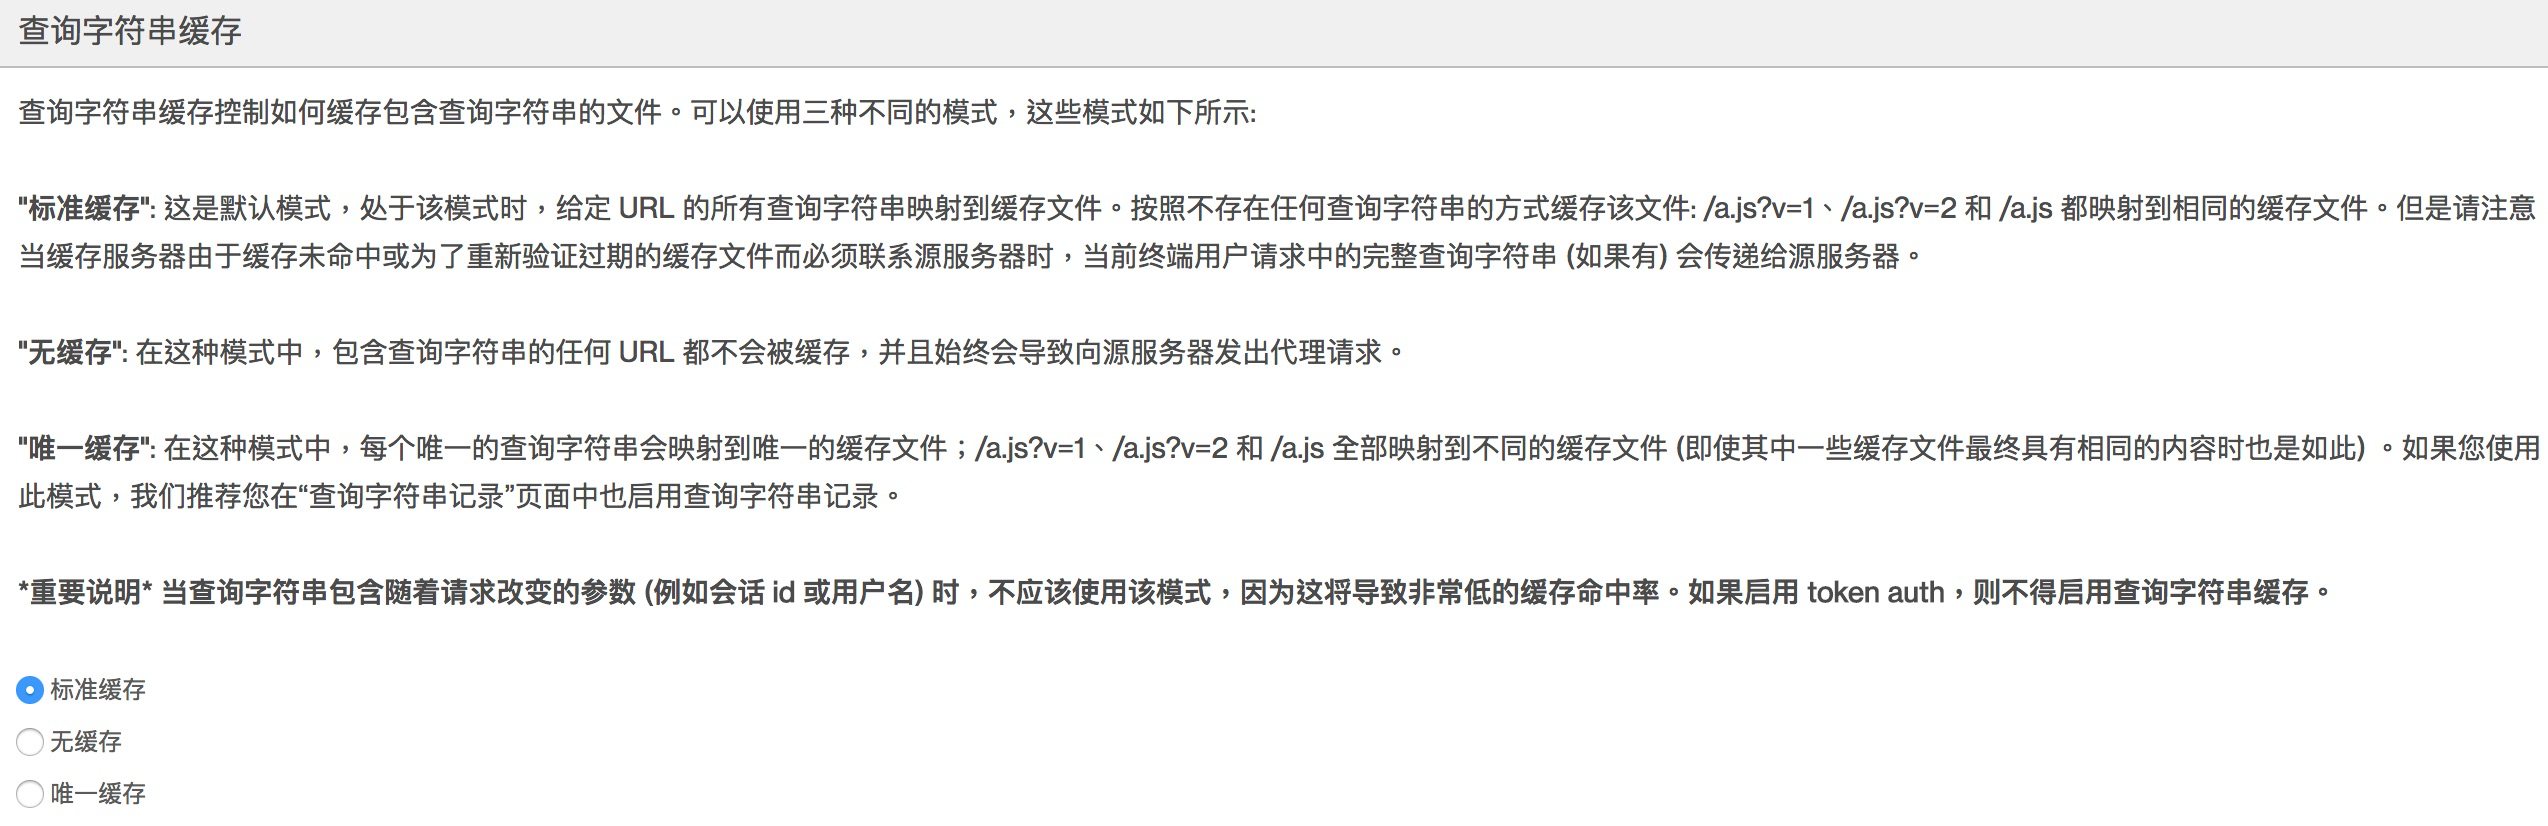 查询字符串缓存
查询字符串缓存控制如何缓存包含查询字符串的文件。可以使用三种不同的模式，这些模式如下所示:
"标准缓存": 这是默认模式，处于该模式时，给定 URL 的所有查询字符串映射到缓存文件。按照不存在任何查询字符串的方式缓存该文件: /a.js?v=1、/a.js?v=2 和 /a.js 都映射到相同的缓存文件。但是请注意
当缓存服务器由于缓存未命中或为了重新验证过期的缓存文件而必须联系源服务器时，当前终端用户请求中的完整查询字符串 (如果有) 会传递给源服务器。
"无缓存": 在这种模式中，包含查询字符串的任何 URL 都不会被缓存，并且始终会导致向源服务器发出代理请求。
"唯一缓存": 在这种模式中，每个唯一的查询字符串会映射到唯一的缓存文件；/a.js?v=1、/a.js?v=2 和 /a.js 全部映射到不同的缓存文件 (即使其中一些缓存文件最终具有相同的内容时也是如此) 。如果您使用
此模式，我们推荐您在“查询字符串记录”页面中也启用查询字符串记录。
*重要说明* 当查询字符串包含随着请求改变的参数 (例如会话 id 或用户名) 时，不应该使用该模式，因为这将导致非常低的缓存命中率。如果启用 token auth，则不得启用查询字符串缓存。
标准缓存
无缓存
唯一缓存